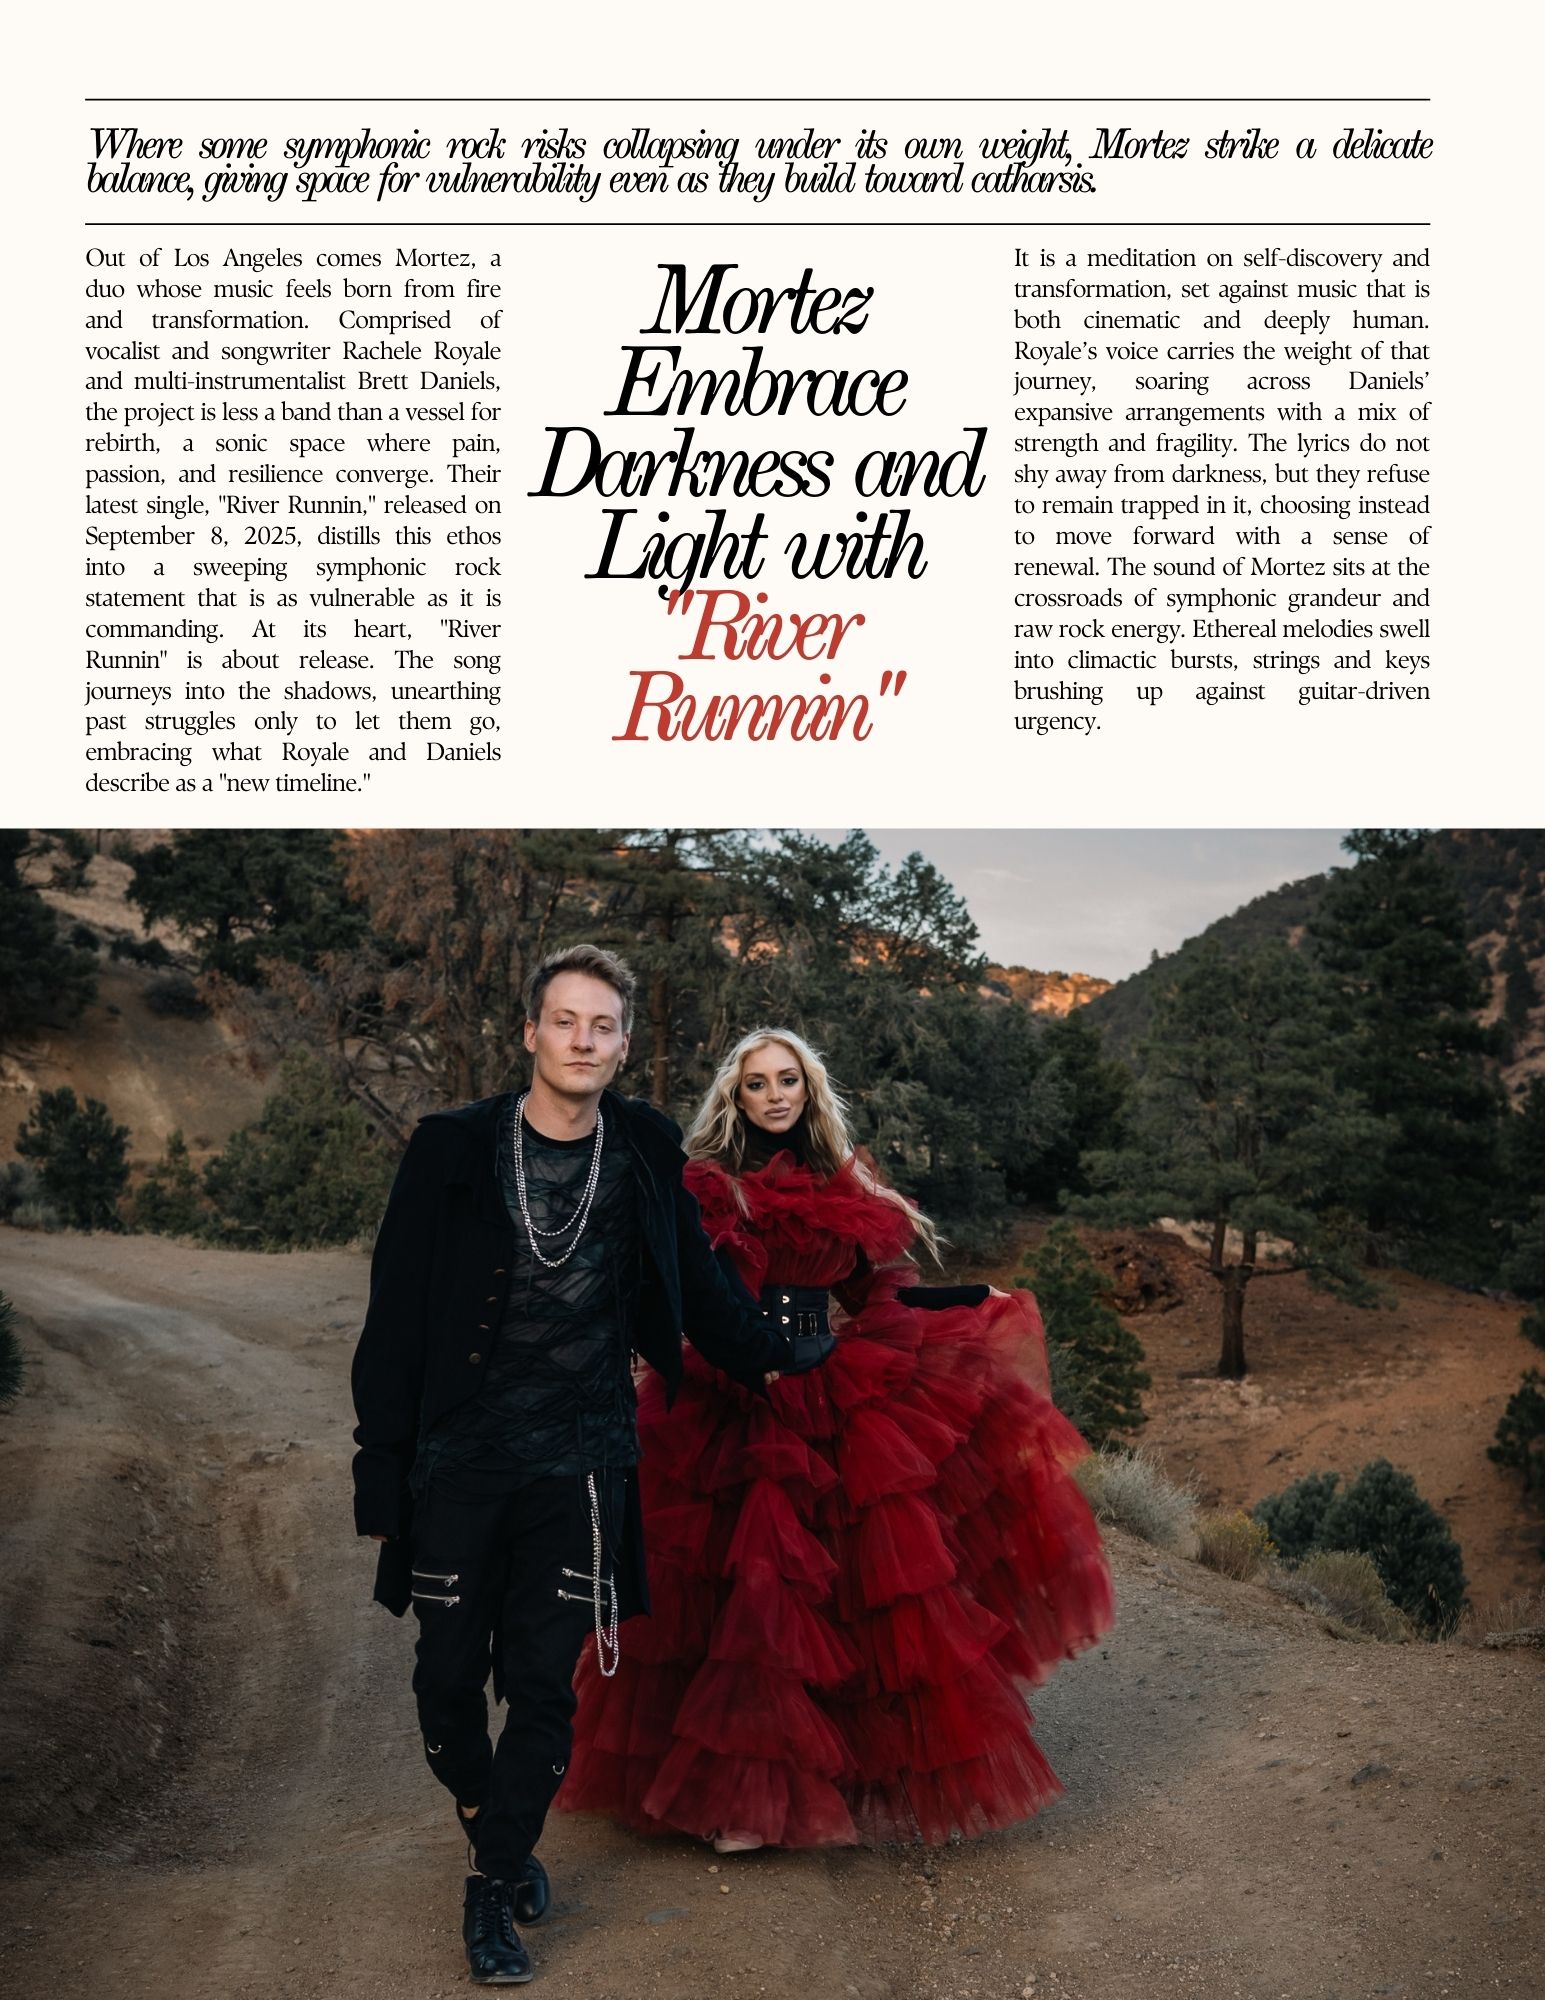 Where some symphonic rock risks collapsing under its own weight, Mortez strike a delicate
balance, giving space for vulnerability even as they build toward catharsis.
Out of Los Angeles comes Mortez, a
duo whose music feels born from fire
and transformation. Comprised of
vocalist and songwriter Rachele Royale
and multi-instrumentalist Brett Daniels,
the project is less a band than a vessel for
rebirth, a sonic space where pain,
passion, and resilience converge. Their
latest single, "River Runnin," released on
September 8, 2025, distills this ethos
into a sweeping symphonic rock
statement that is as vulnerable as it is
commanding. At its heart, "River
Runnin" is about release. The song
journeys into the shadows, unearthing
past struggles only to let them go,
embracing what Royale and Daniels
describe as a "new timeline."
Mortez
Embrace
Darkness and
Light with
"River
Runnin"
It is a meditation on self-discovery and
transformation, set against music that is
both cinematic and deeply human.
Royale’s voice carries the weight of that
journey, soaring across Daniels’
expansive arrangements with a mix of
strength and fragility. The lyrics do not
shy away from darkness, but they refuse
to remain trapped in it, choosing instead
to move forward with a sense of
renewal. The sound of Mortez sits at the
crossroads of symphonic grandeur and
raw rock energy. Ethereal melodies swell
into climactic bursts, strings and keys
brushing up against guitar-driven
urgency.